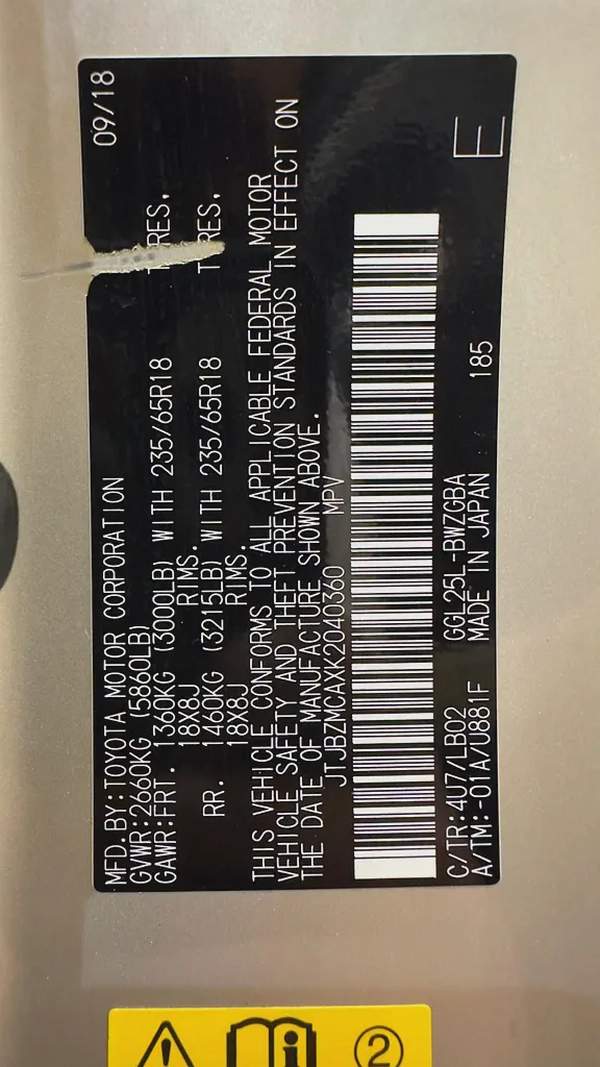 MFD.BY:TOYOTA MOTOR CORPORATION 09/18
GVWR:2660KG (5860LB)
GAWR:FRT. 1360KG (3000LB) WITH 235/65R18
18X8J RIMS.
RR. 1460KG (3215LB) WITH 235/65R18
18X8J RIMS.
THIS VEHICLE CONFORMS TO ALL APPLICABLE FEDERAL MOTOR
VEHICLE SAFETY AND THEFT PREVENTION STANDARDS IN EFFECT ON
THE DATE OF MANUFACTURE SHOWN ABOVE.
JTJBZMCAXK2040360 MPV
C/TR:4U7/LB02 GGL25L-BWZGBA
A/TM:-01A/U881F MADE IN JAPAN 185
E
2